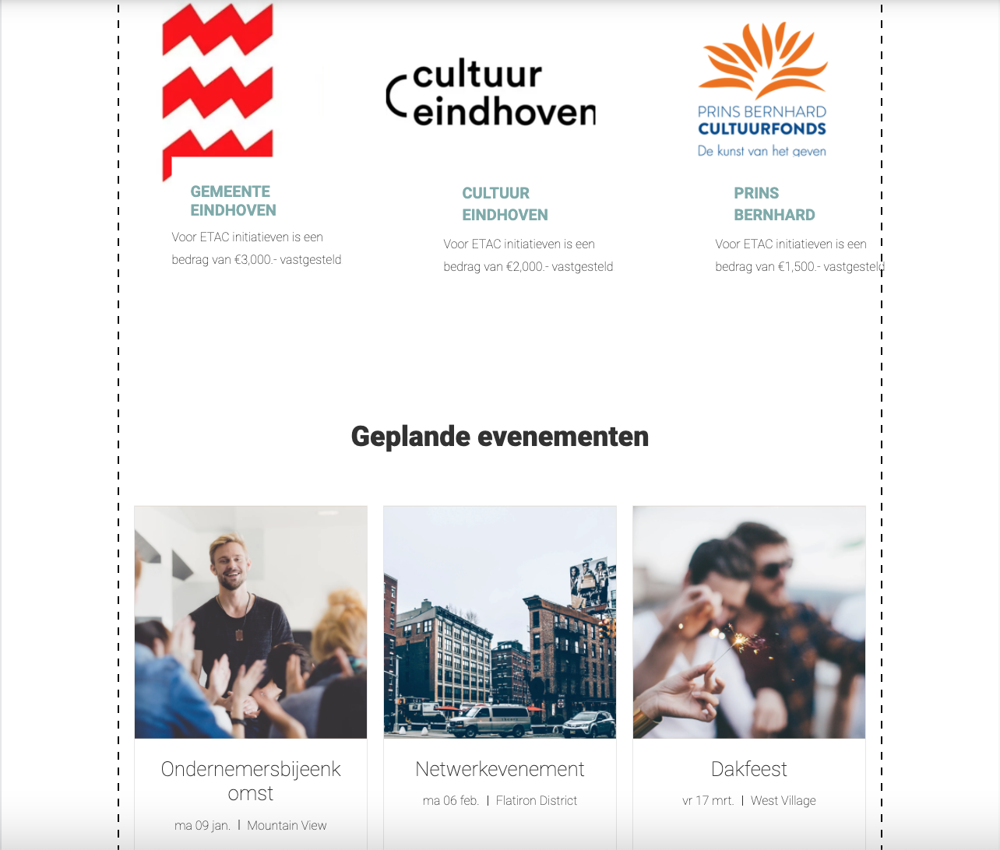 cultuur
eindhoven
PRINS BERNHARD
CULTUURFONDS
De kunst van het geven
GEMEENTE
EINDHOVEN
Voor ETAC initiatieven is een
bedrag van €3,000.- vastgesteld
CULTUUR
EINDHOVEN
Voor ETAC initiatieven is een
bedrag van €2,000.- vastgesteld
PRINS
BERNHARD
Voor ETAC initiatieven is een
bedrag van €1,500.- vastgesteld
Geplande evenementen
Ondernemersbijeenk
omst
ma 09 jan. | Mountain View
Netwerkevenement
ma 06 feb. | Flatiron District
Dakfeest
vr 17 mrt. | West Village